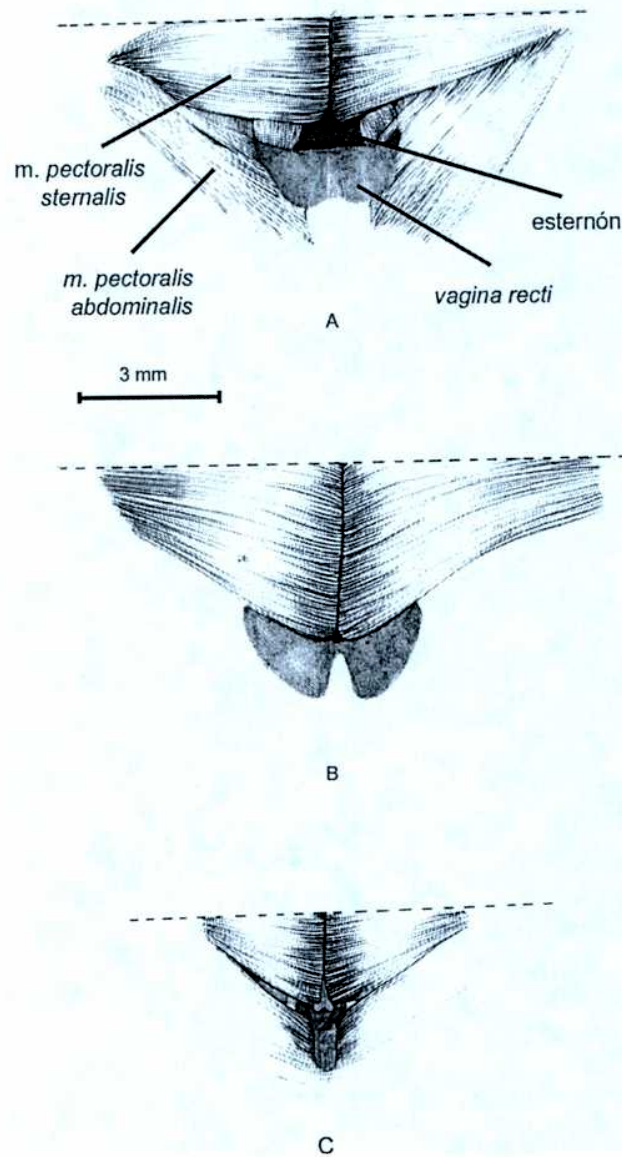 m. pectoralis
sternalis
esternón
m. pectoralis
abdominalis
vagina recti
A
3 mm
B
C